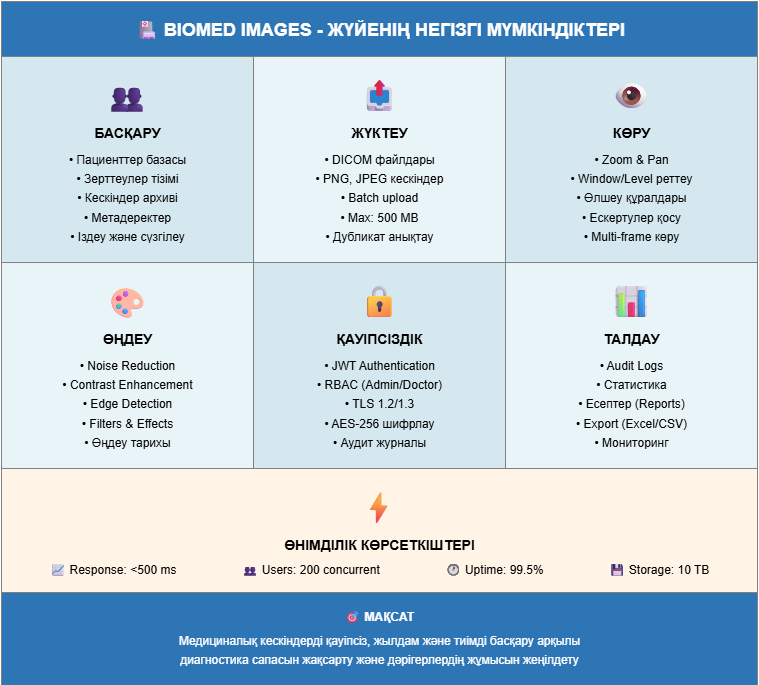 BIOMED IMAGES - ЖҮЙЕНІҢ НЕГІЗГІ МҮМКІНДІКТЕРІ
БАСҚАРУ
• Пациенттер базасы
• Зерттеулер тізімі
• Кескіндер архиві
• Метадеректер
• Іздеу және сүзгілеу
ЖҮКТЕУ
• DICOM файлдары
• PNG, JPEG кескіндер
• Batch upload
• Max: 500 MB
• Дубликат анықтау
КӨРУ
• Zoom & Pan
• Window/Level реттеу
• Өлшеу құралдары
• Ескертулер қосу
• Multi-frame көру
ӨҢДЕУ
• Noise Reduction
• Contrast Enhancement
• Edge Detection
• Filters & Effects
• Өңдеу тарихы
ҚАУІПСІЗДІК
• JWT Authentication
• RBAC (Admin/Doctor)
• TLS 1.2/1.3
• AES-256 шифрлау
• Аудит журналы
ТАЛДАУ
• Audit Logs
• Статистика
• Есептер (Reports)
• Export (Excel/CSV)
• Мониторинг
ӨНІМДІЛІК КӨРСЕТКІШТЕРІ
Response: <500 ms
Users: 200 concurrent
Uptime: 99.5%
Storage: 10 TB
МАҚСАТ
Медициналық кескіндерді қауіпсіз, жылдам және тиімді басқару арқылы
диагностика сапасын жақсарту және дәрігерлердің жұмысын жеңілдету